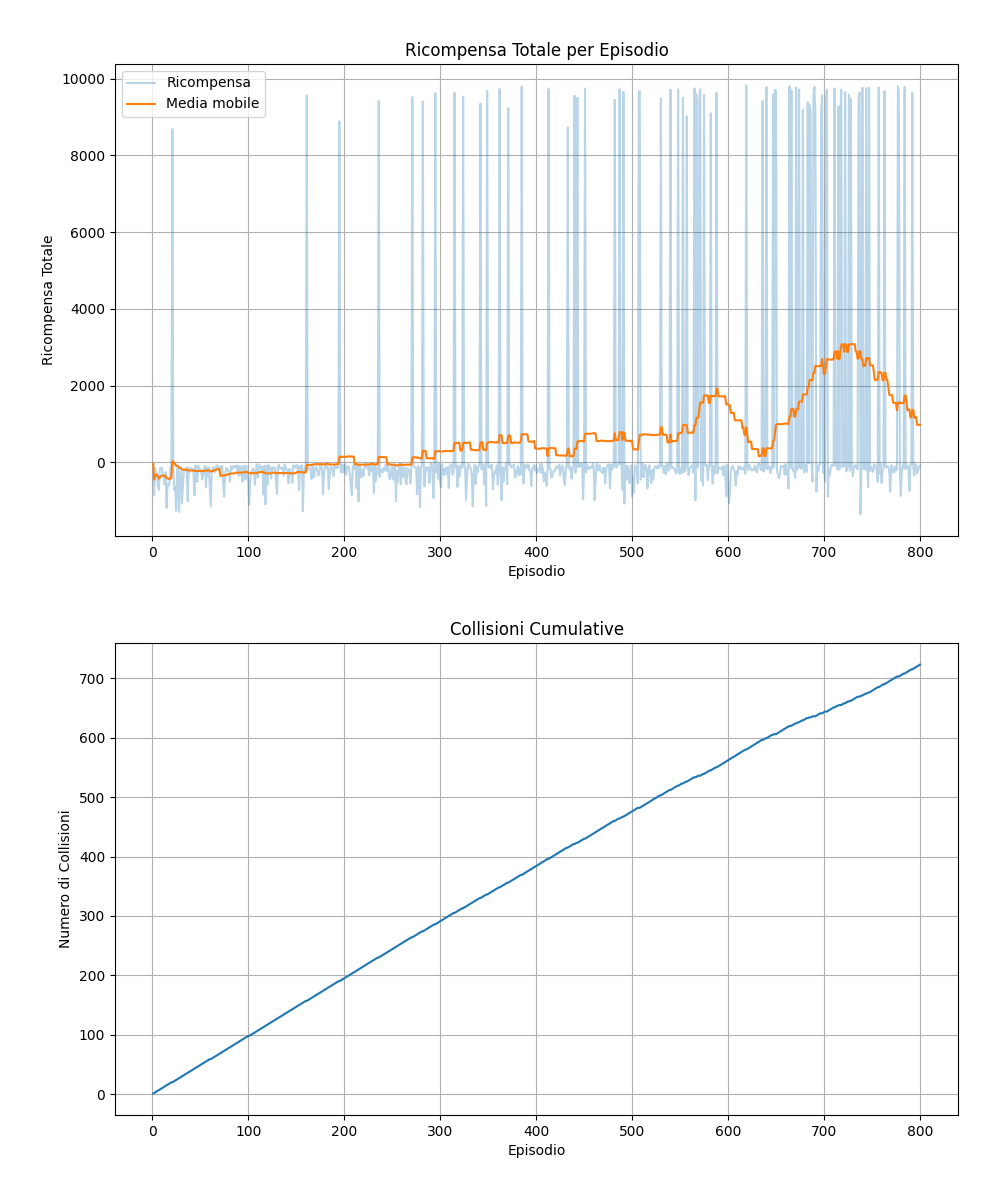 Ricompensa Totale per Episodio
Ricompensa
Media mobile
10000
8000
6000
4000
2000
0
Ricompensa Totale
0 100 200 300 400 500 600 700 800
Episodio
Collisioni Cumulative
700
600
500
400
300
200
100
0
Numero di Collisioni
0 100 200 300 400 500 600 700 800
Episodio